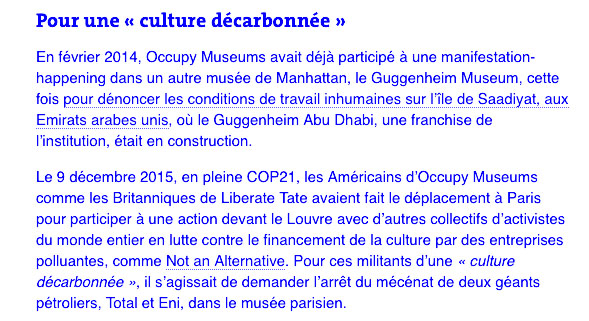 Pour une « culture décarbonnée »
En février 2014, Occupy Museums avait déjà participé à une manifestation-
happening dans un autre musée de Manhattan, le Guggenheim Museum, cette
fois pour dénoncer les conditions de travail inhumaines sur l’île de Saadiyat, aux
Emirats arabes unis, où le Guggenheim Abu Dhabi, une franchise de
l’institution, était en construction.
Le 9 décembre 2015, en pleine COP21, les Américains d’Occupy Museums
comme les Britanniques de Liberate Tate avaient fait le déplacement à Paris
pour participer à une action devant le Louvre avec d’autres collectifs d’activistes
du monde entier en lutte contre le financement de la culture par des entreprises
polluantes, comme Not an Alternative. Pour ces militants d’une « culture
décarbonnée », il s’agissait de demander l’arrêt du mécénat de deux géants
pétroliers, Total et Eni, dans le musée parisien.